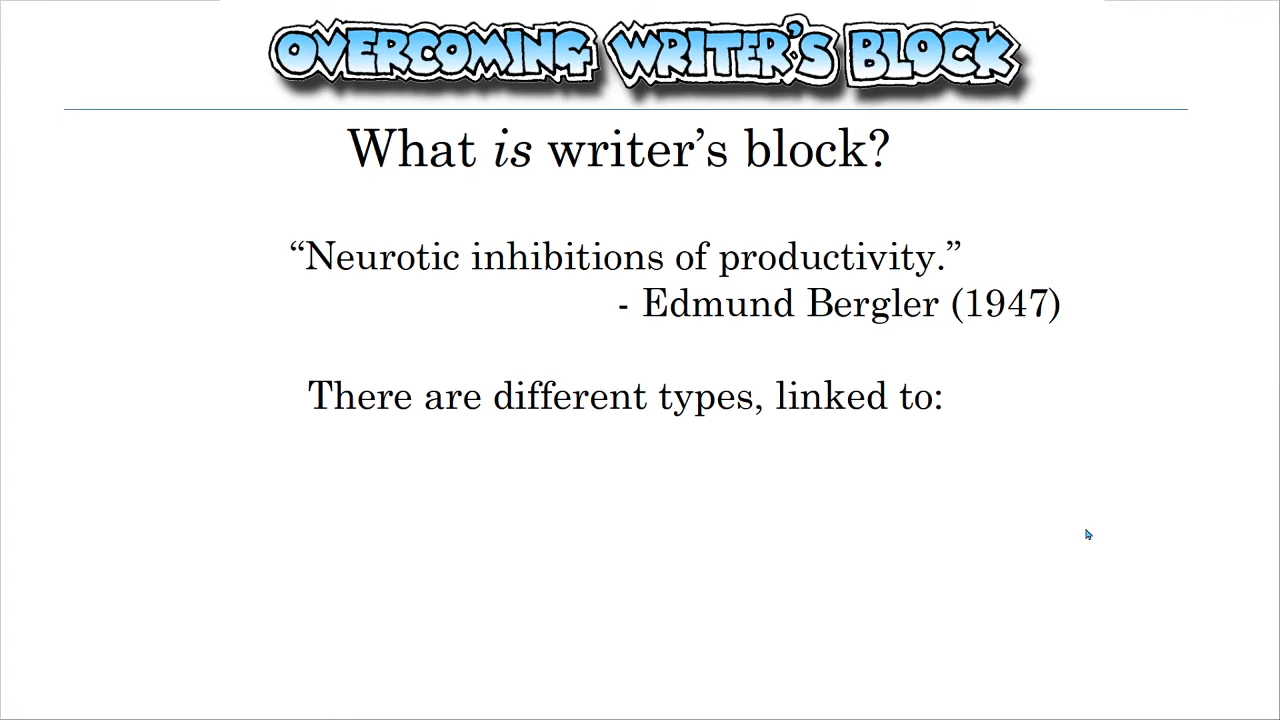 OVERCOMING WRITER'S BLOCK
What is writer’s block?
“Neurotic inhibitions of productivity.”
- Edmund Bergler (1947)
There are different types, linked to: